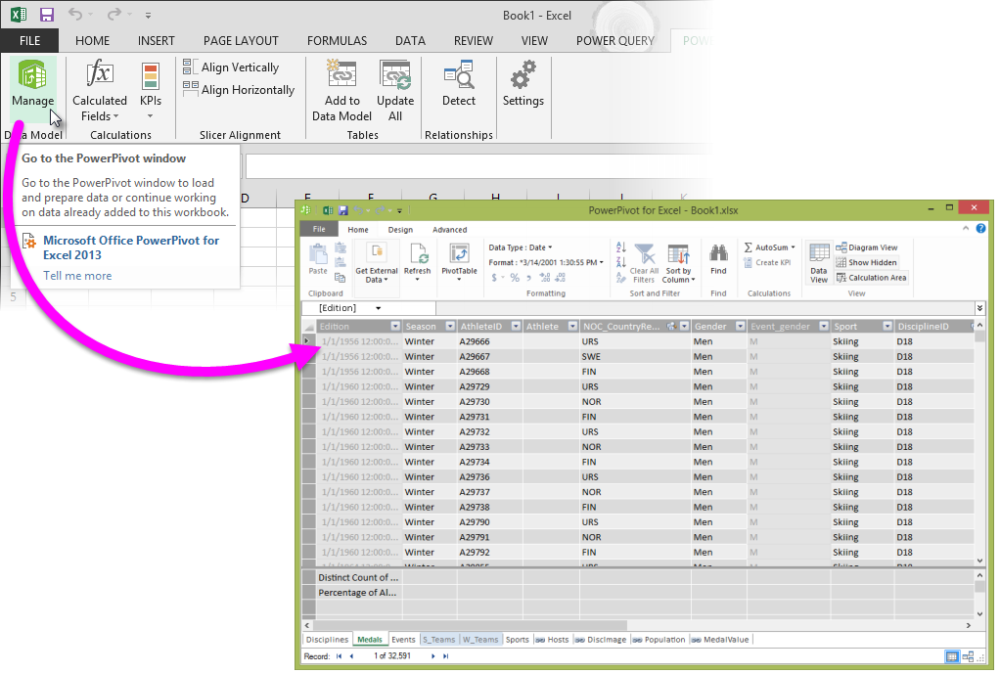 Book1 - Excel
FILE HOME INSERT PAGE LAYOUT FORMULAS DATA REVIEW VIEW POWER QUERY
Manage
Data Model
Calculated
Fields
KPIs
Calculations
Align Vertically
Align Horizontally
Slicer Alignment
Add to
Data Model
Update
All
Tables
Detect
Relationships
Settings
Go to the PowerPivot window
Go to the PowerPivot window to load
and prepare data or continue working
on data already added to this workbook.
Microsoft Office PowerPivot for
Excel 2013
Tell me more
D
K
5
PowerPivot for Excel - Book1.xlsx
File Home Design Advanced
Paste
Clipboard
Get External
Data
Refresh
PivotTable
Data Type : Date
Format : *3/14/2001 1:30:55 PM
$ % ,
Formatting
Clear All
Filters
Sort by
Column
Sort and Filter
Find
Find
AutoSum
Create KPI
Calculations
Data
View
Diagram View
Show Hidden
Calculation Area
View
[Edition]
Edition Season AthleteID Athlete NOC_CountryRe... Gender Event_gender Sport DisciplineID
1/1/1956 12:00:0... Winter A29666 URS Men M Skiing D18
1/1/1956 12:00:0... Winter A29667 SWE Men M Skiing D18
1/1/1956 12:00:0... Winter A29668 FIN Men M Skiing D18
1/1/1960 12:00:0... Winter A29729 URS Men M Skiing D18
1/1/1960 12:00:0... Winter A29730 NOR Men M Skiing D18
1/1/1960 12:00:0... Winter A29731 FIN Men M Skiing D18
1/1/1960 12:00:0... Winter A29732 URS Men M Skiing D18
1/1/1960 12:00:0... Winter A29733 NOR Men M Skiing D18
1/1/1960 12:00:0... Winter A29734 FIN Men M Skiing D18
1/1/1960 12:00:0... Winter A29736 URS Men M Skiing D18
1/1/1960 12:00:0... Winter A29737 NOR Men M Skiing D18
1/1/1960 12:00:0... Winter A29738 FIN Men M Skiing D18
1/1/1960 12:00:0... Winter A29790 URS Men M Skiing D18
1/1/1960 12:00:0... Winter A29791 NOR Men M Skiing D18
1/1/1960 12:00:0... Winter A29792 FIN Men M Skiing D18
Distinct Count of ...
Percentage of Al...
Disciplines Medals Events S_Teams W_Teams Sports Hosts DiscImage Population MedalValue
Record: 1 of 32,591